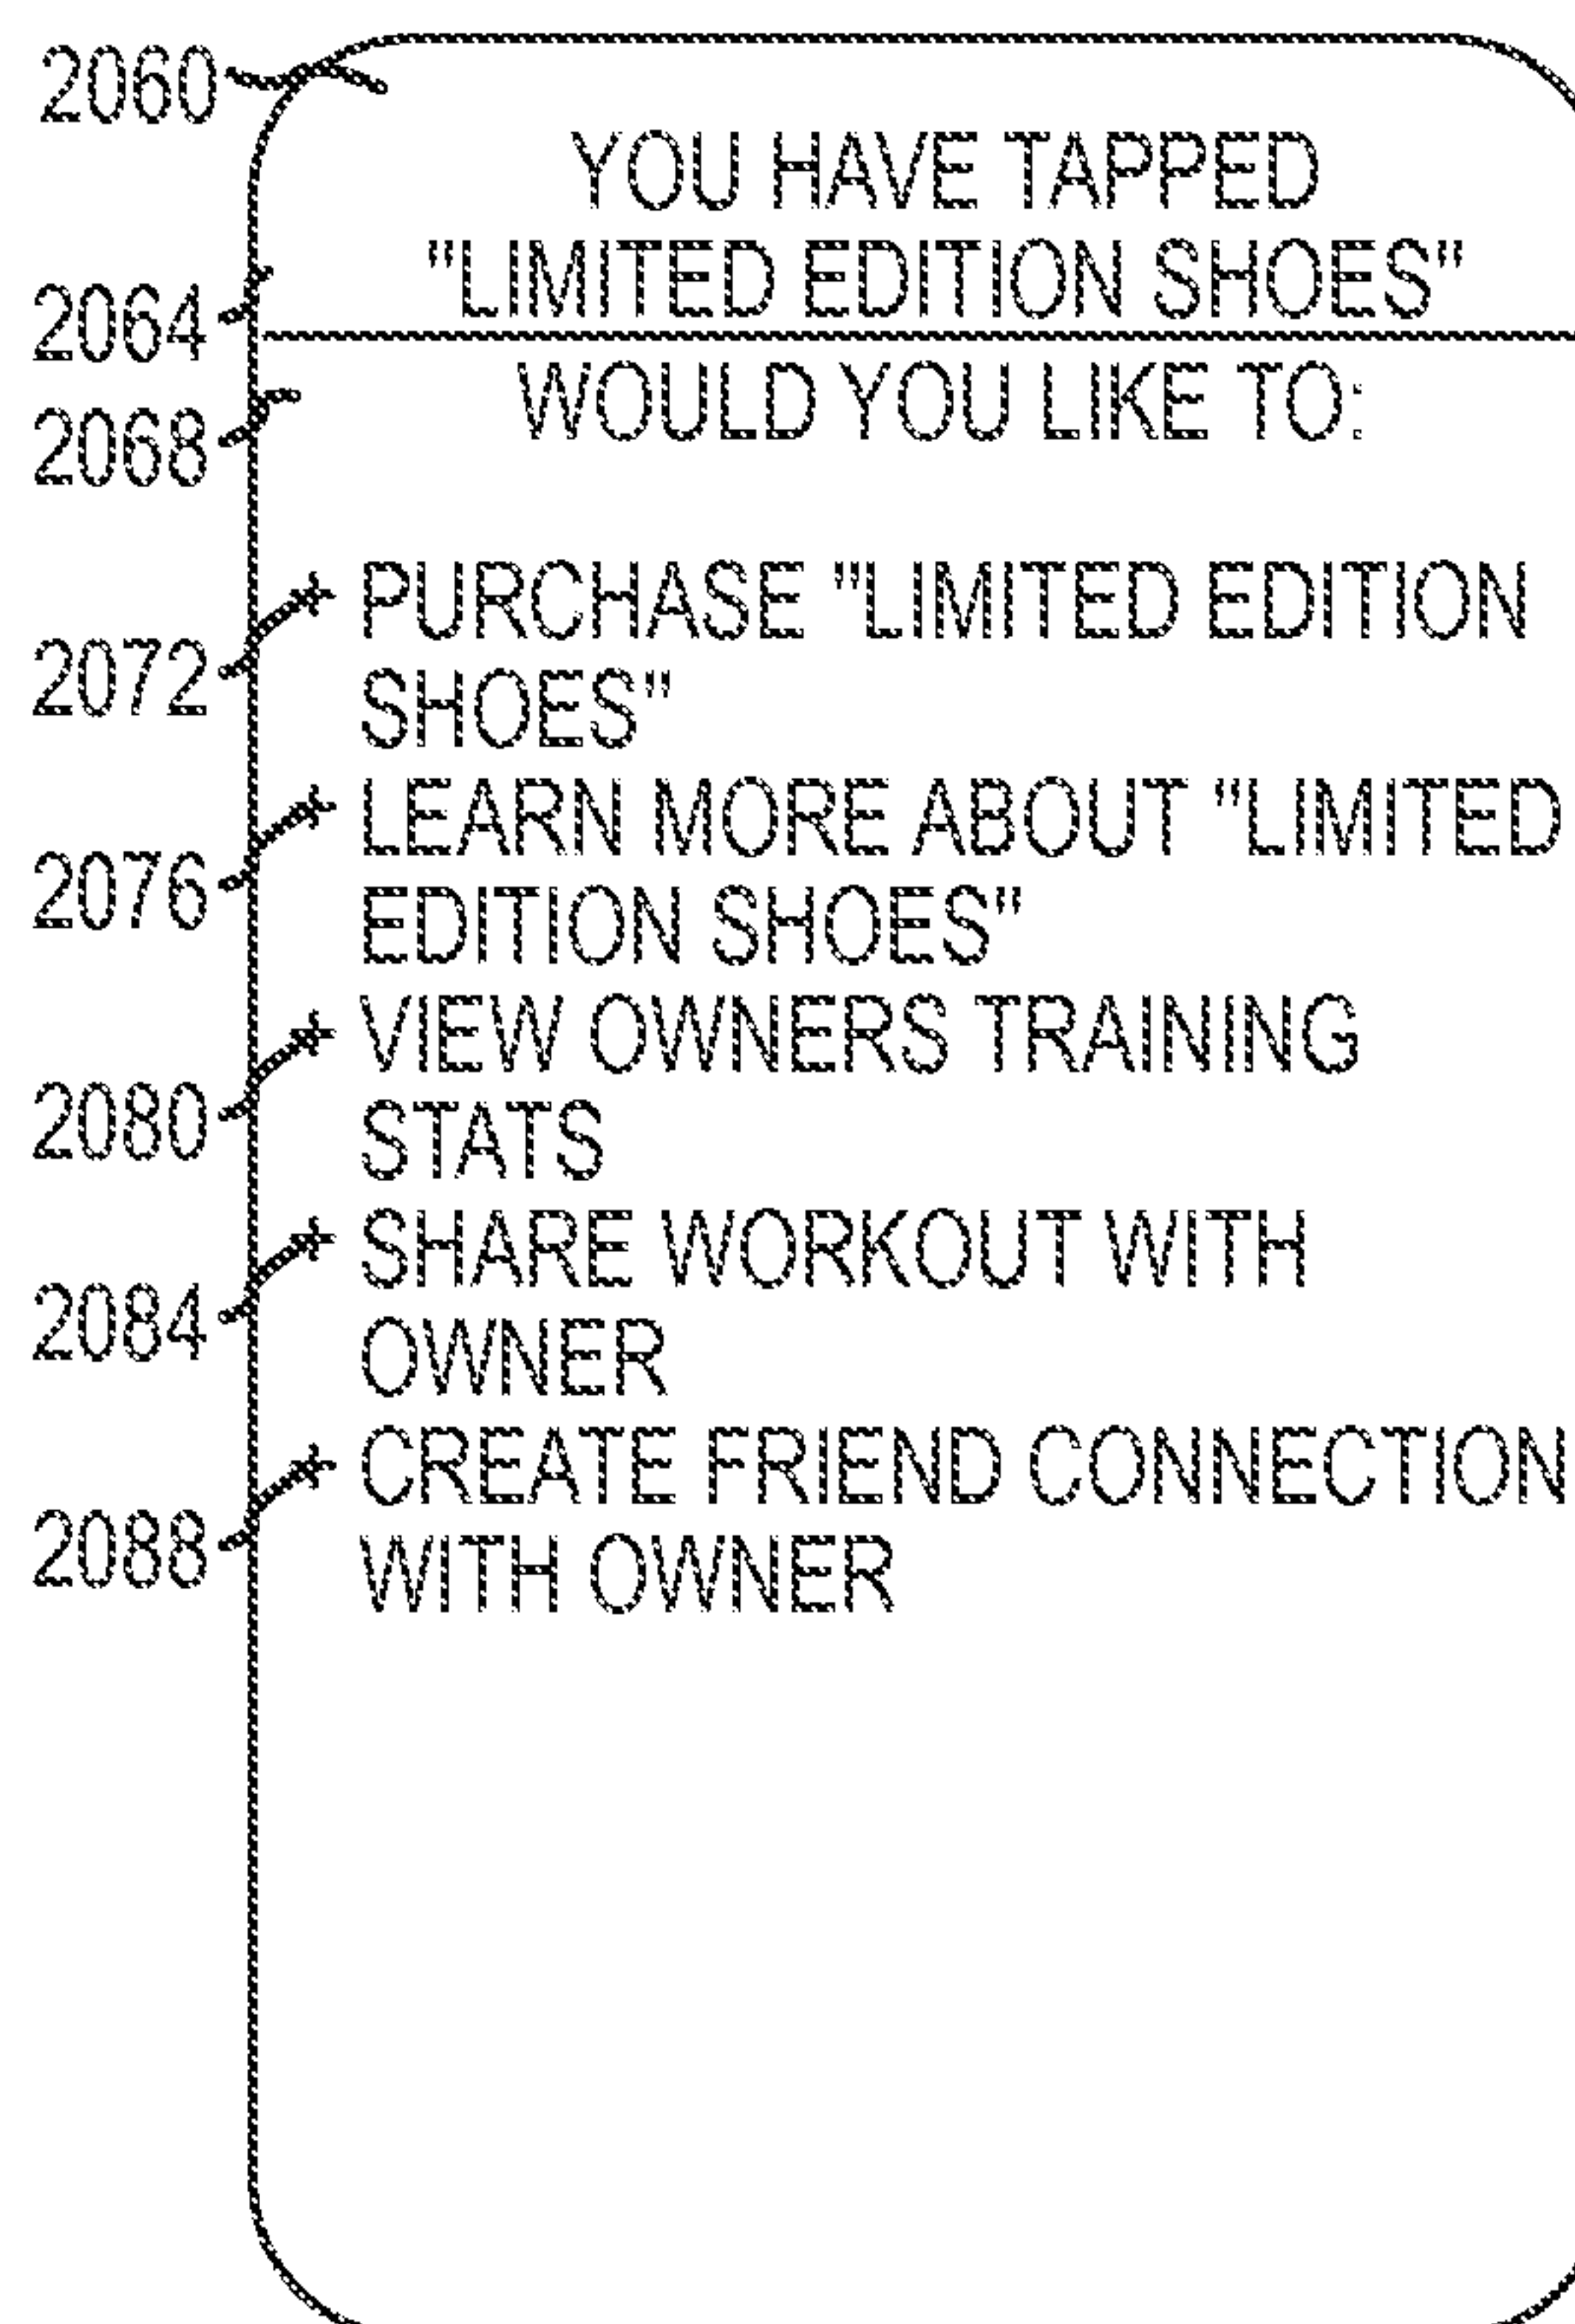 2060
YOU HAVE TAPPED
"LIMITED EDITION SHOES"
2064
WOULD YOU LIKE TO:
2068
+ PURCHASE "LIMITED EDITION
2072
SHOES"
+ LEARN MORE ABOUT "LIMITED
2076
EDITION SHOES"
+ VIEW OWNERS TRAINING
2080
STATS
+ SHARE WORKOUT WITH
2084
OWNER
+ CREATE FRIEND CONNECTION
2088
WITH OWNER